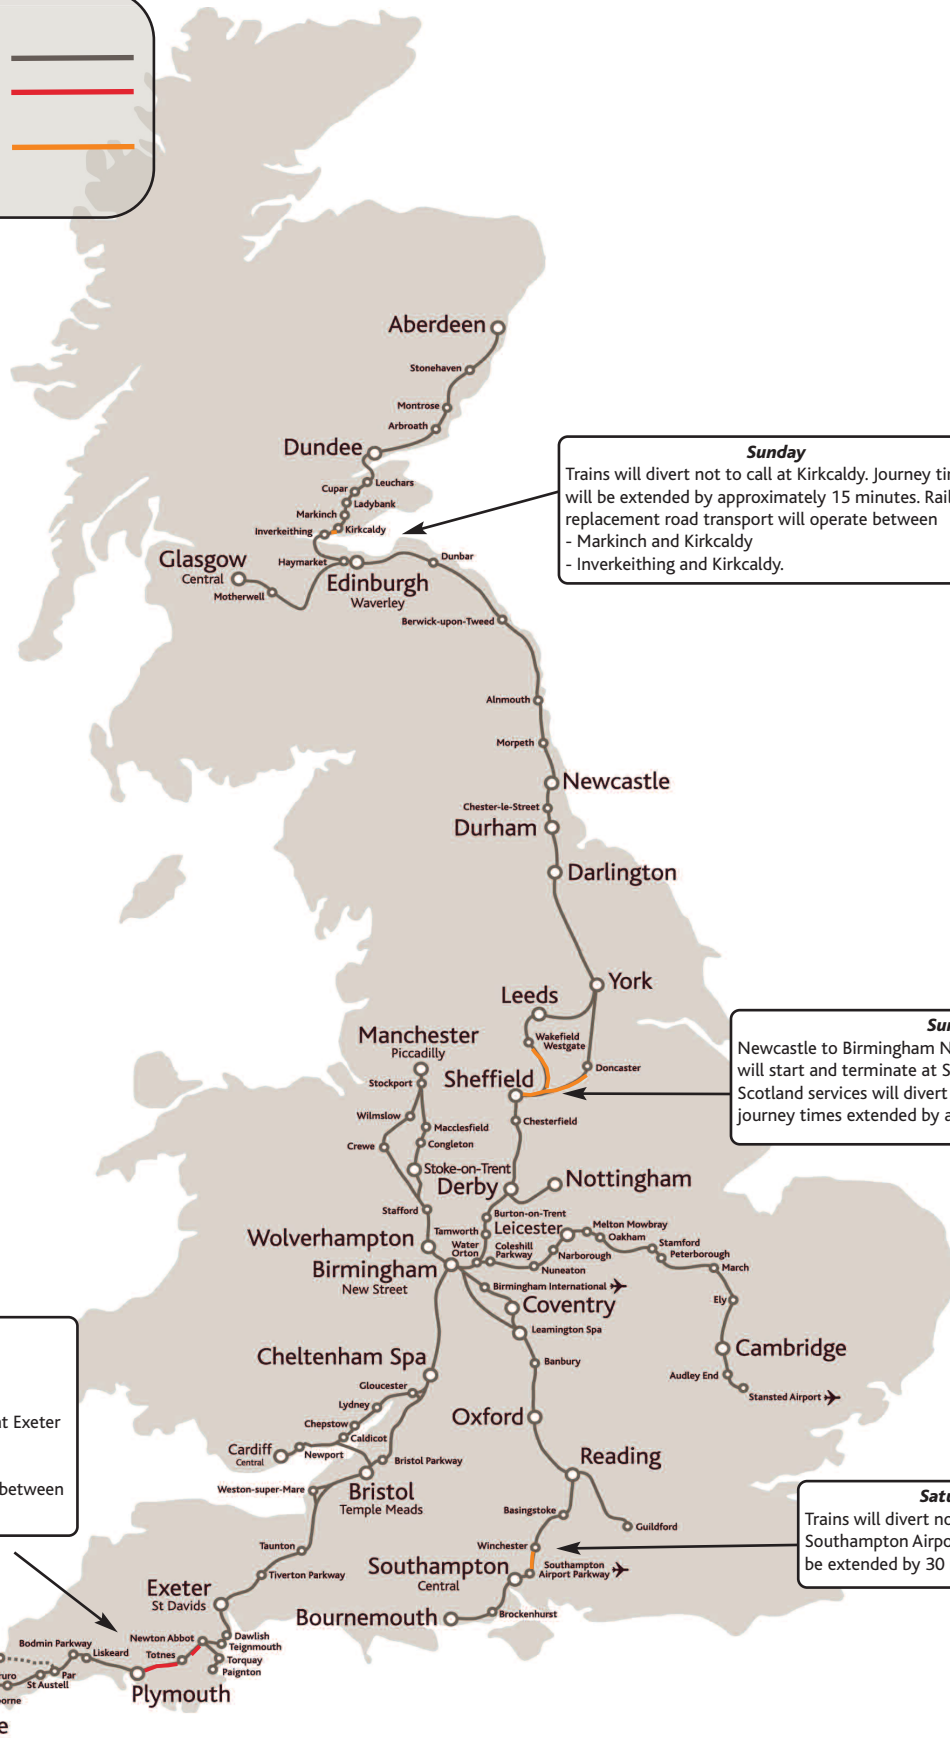 Aberdeen
Stonehaven
Montrose
Arbroath
Dundee
Leuchars
Cupar
Ladybank
Markinch
Kirkcaldy
Inverkeithing
Sunday
Trains will divert not to call at Kirkcaldy. Journey
will be extended by approximately 15 minutes. Rail
replacement road transport will operate between
- Markinch and Kirkcaldy
- Inverkeithing and Kirkcaldy.
Glasgow
Central
Motherwell
Haymarket
Edinburgh
Waverley
Dunbar
Berwick-upon-Tweed
Alnmouth
Morpeth
Newcastle
Chester-le-Street
Durham
Darlington
York
Leeds
Wakefield
Westgate
Doncaster
Manchester
Piccadilly
Stockport
Sheffield
Newcastle to Birmingham N
will start and terminate at S
Scotland services will divert
journey times extended by a
Chesterfield
Wilmslow
Macclesfield
Crewe
Congleton
Stoke-on-Trent
Derby
Nottingham
Stafford
Burton-on-Trent
Tamworth
Leicester
Melton Mowbray
Oakham
Stamford
Peterborough
March
Wolverhampton
Water
Orton
Coleshill
Parkway
Narborough
Nuneaton
Birmingham
New Street
Birmingham International
Coventry
Leamington Spa
Ely
Cambridge
Audley End
Stansted Airport
Banbury
Cheltenham Spa
Gloucester
Lydney
Chepstow
Caldicot
Cardiff
Central
Newport
Bristol Parkway
Oxford
Reading
Weston-super-Mare
Bristol
Temple Meads
at Exeter
between
Basingstoke
Guildford
Winchester
Southampton
Airport Parkway
Trains will divert no
Southampton Airpo
be extended by 30
Taunton
Tiverton Parkway
Southampton
Central
Exeter
St Davids
Bournemouth
Brockenhurst
Newton Abbot
Dawlish
Teignmouth
Torquay
Paignton
Totnes
Bodmin Parkway
Liskeard
Par
St Austell
uro
orne
Plymouth
e